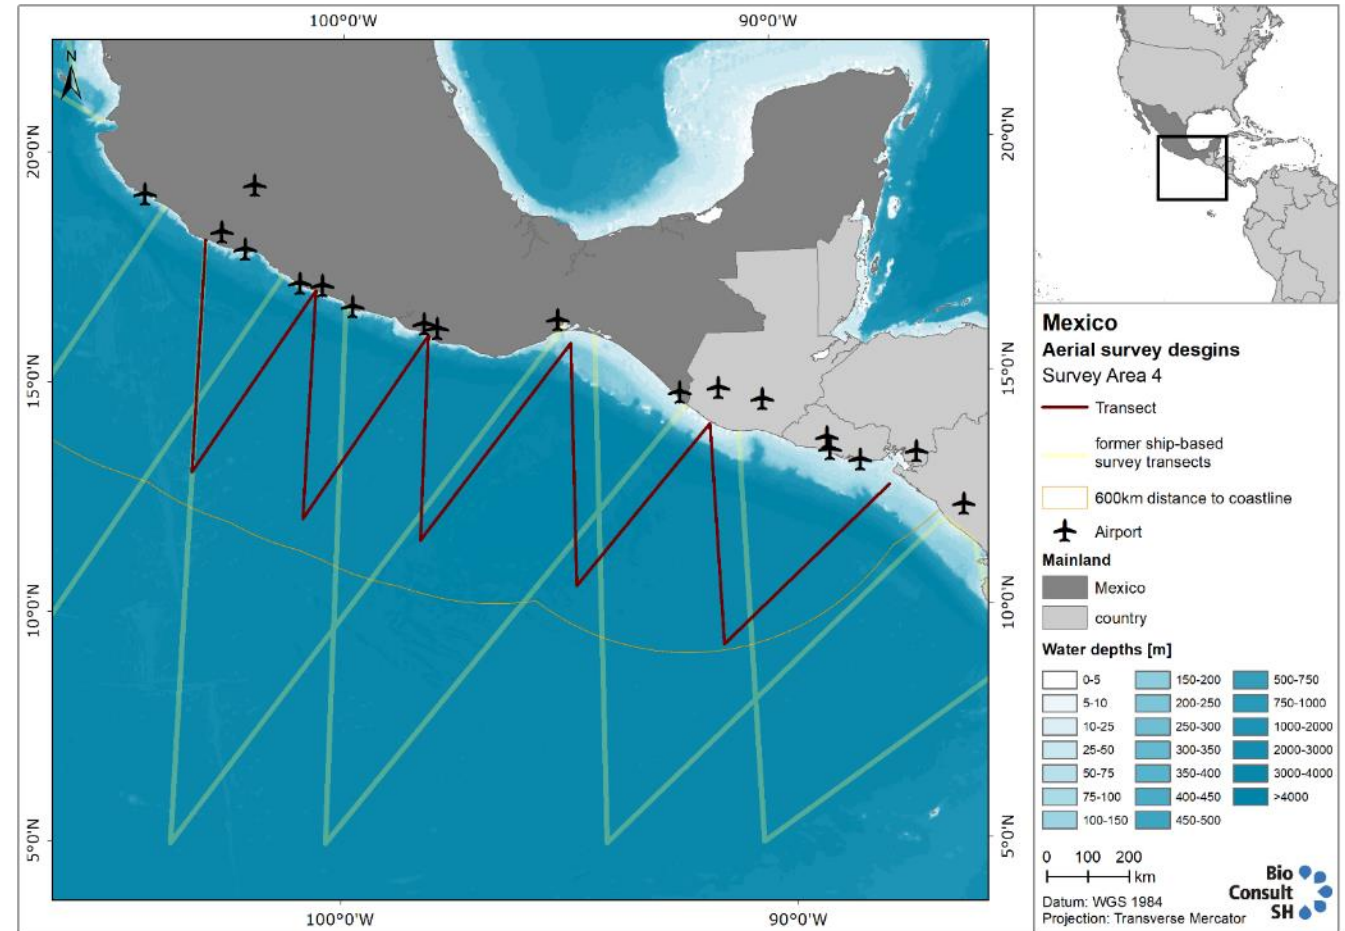 100°0'W
90°0'W
N
20°0'N
20°0'N
15°0'N
15°0'N
10°0'N
10°0'N
5°0'N
5°0'N
100°0'W
90°0'W
Mexico
Aerial survey desgins
Survey Area 4
Transect
former ship-based
survey transects
600km distance to coastline
Airport
Mainland
Mexico
country
Water depths [m]
0-5
5-10
10-25
25-50
50-75
75-100
100-150
150-200
200-250
250-300
300-350
350-400
400-450
450-500
500-750
750-1000
1000-2000
2000-3000
3000-4000
>4000
0 100 200
km
Datum: WGS 1984
Projection: Transverse Mercator
Bio
Consult
SH